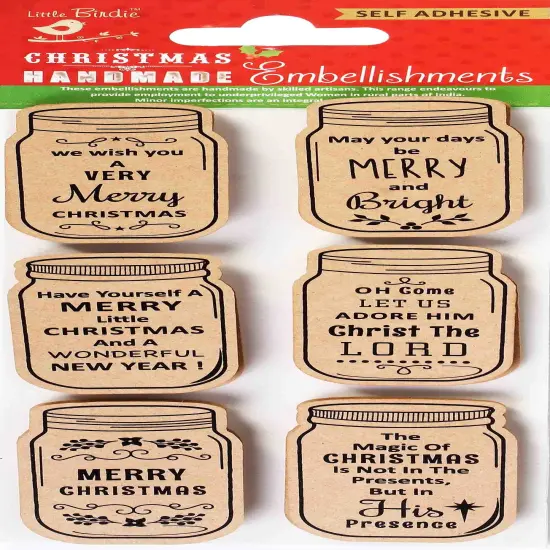 Little Birdie™
SELF ADHESIVE
CHRISTMAS
HANDMADE Embellishments
These embellishments are handmade by skilled artisans. This range endeavours to
provide employment to underprivileged Women in rural parts of India.
Minor imperfections are an integral
we wish you
A
VERY
Merry
CHRISTMAS
May your days
be
MERRY
and
Bright
Have Yourself A
MERRY
Little
CHRISTMAS
And A
WONDERFUL
NEW YEAR !
OH Come
LET US
ADORE HIM
Christ The
LORD
MERRY
CHRISTMAS
The
Magic Of
CHRISTMAS
Is Not In The
Presents,
But In
His
Presence